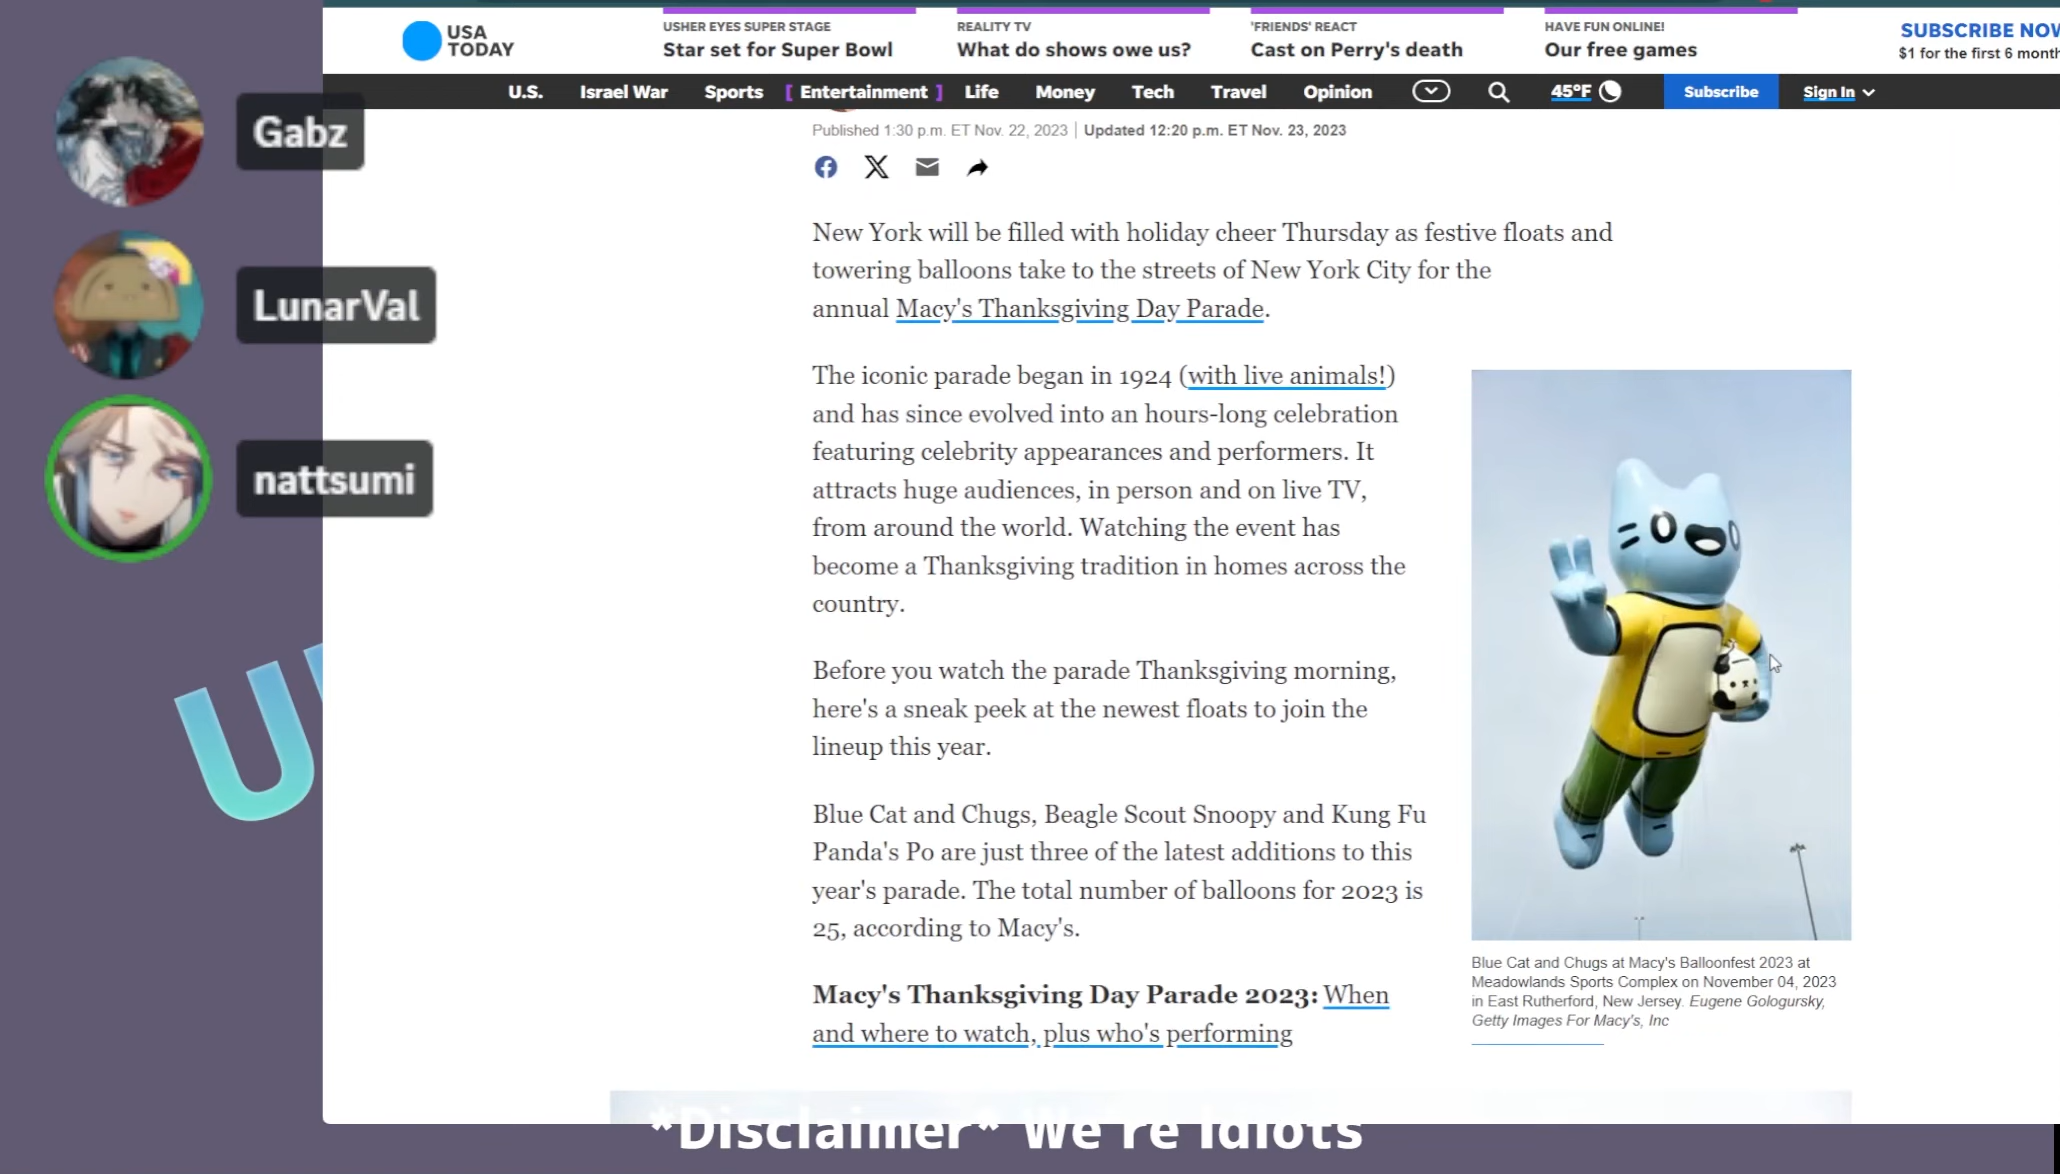 USA
TODAY
USHER EYES SUPER STAGE
Star set for Super Bowl
REALITY TV
What do shows owe us?
'FRIENDS' REACT
Cast on Perry's death
HAVE FUN ONLINE!
Our free games
SUBSCRIBE NOW
$1 for the first 6 month
U.S. Israel War Sports [ Entertainment ] Life Money Tech Travel Opinion 45°F Subscribe Sign In
Gabz
LunarVal
nattsumi
Published 1:30 p.m. ET Nov. 22, 2023 | Updated 12:20 p.m. ET Nov. 23, 2023
New York will be filled with holiday cheer Thursday as festive floats and
towering balloons take to the streets of New York City for the
annual Macy's Thanksgiving Day Parade.
The iconic parade began in 1924 (with live animals!)
and has since evolved into an hours-long celebration
featuring celebrity appearances and performers. It
attracts huge audiences, in person and on live TV,
from around the world. Watching the event has
become a Thanksgiving tradition in homes across the
country.
Before you watch the parade Thanksgiving morning,
here's a sneak peek at the newest floats to join the
lineup this year.
Blue Cat and Chugs, Beagle Scout Snoopy and Kung Fu
Panda's Po are just three of the latest additions to this
year's parade. The total number of balloons for 2023 is
25, according to Macy's.
Macy's Thanksgiving Day Parade 2023: When
and where to watch, plus who's performing
Blue Cat and Chugs at Macy's Balloonfest 2023 at
Meadowlands Sports Complex on November 04, 2023
in East Rutherford, New Jersey. Eugene Gologursky,
Getty Images For Macy's, Inc
*Disclaimer* We're Idiots